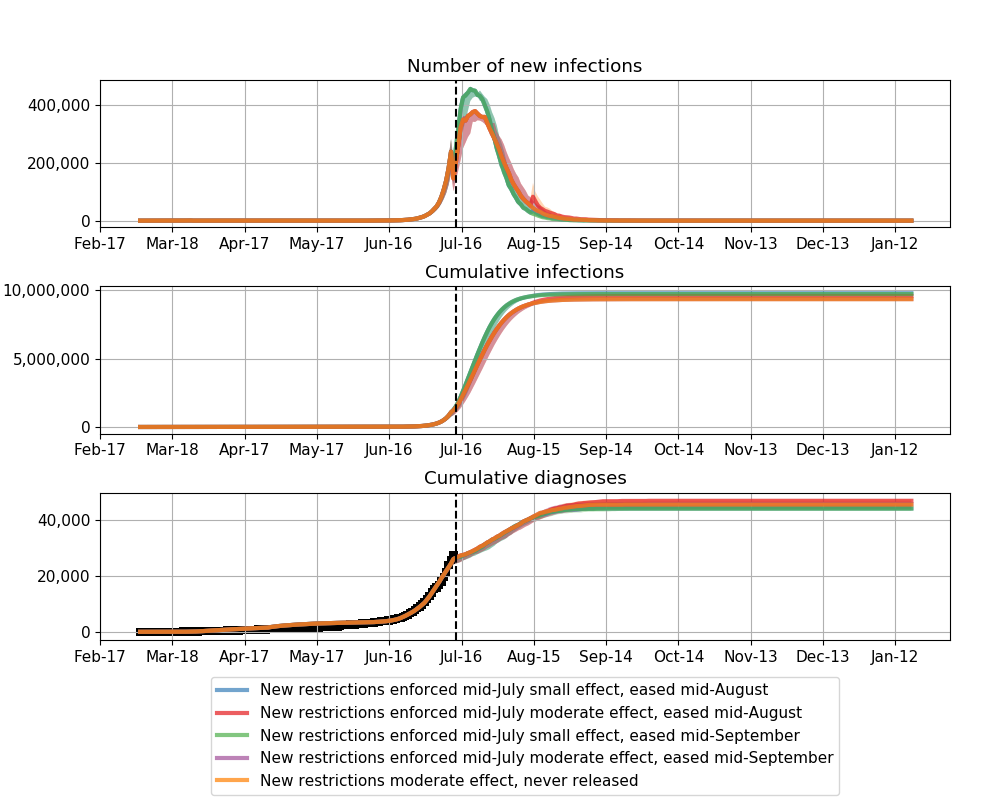 Number of new infections
400,000
200,000
0
Feb-17 Mar-18 Apr-17 May-17 Jun-16 Jul-16 Aug-15 Sep-14 Oct-14 Nov-13 Dec-13 Jan-12
Cumulative infections
10,000,000
5,000,000
0
Feb-17 Mar-18 Apr-17 May-17 Jun-16 Jul-16 Aug-15 Sep-14 Oct-14 Nov-13 Dec-13 Jan-12
Cumulative diagnoses
40,000
20,000
0
Feb-17 Mar-18 Apr-17 May-17 Jun-16 Jul-16 Aug-15 Sep-14 Oct-14 Nov-13 Dec-13 Jan-12
New restrictions enforced mid-July small effect, eased mid-August
New restrictions enforced mid-July moderate effect, eased mid-August
New restrictions enforced mid-July small effect, eased mid-September
New restrictions enforced mid-July moderate effect, eased mid-September
New restrictions moderate effect, never released